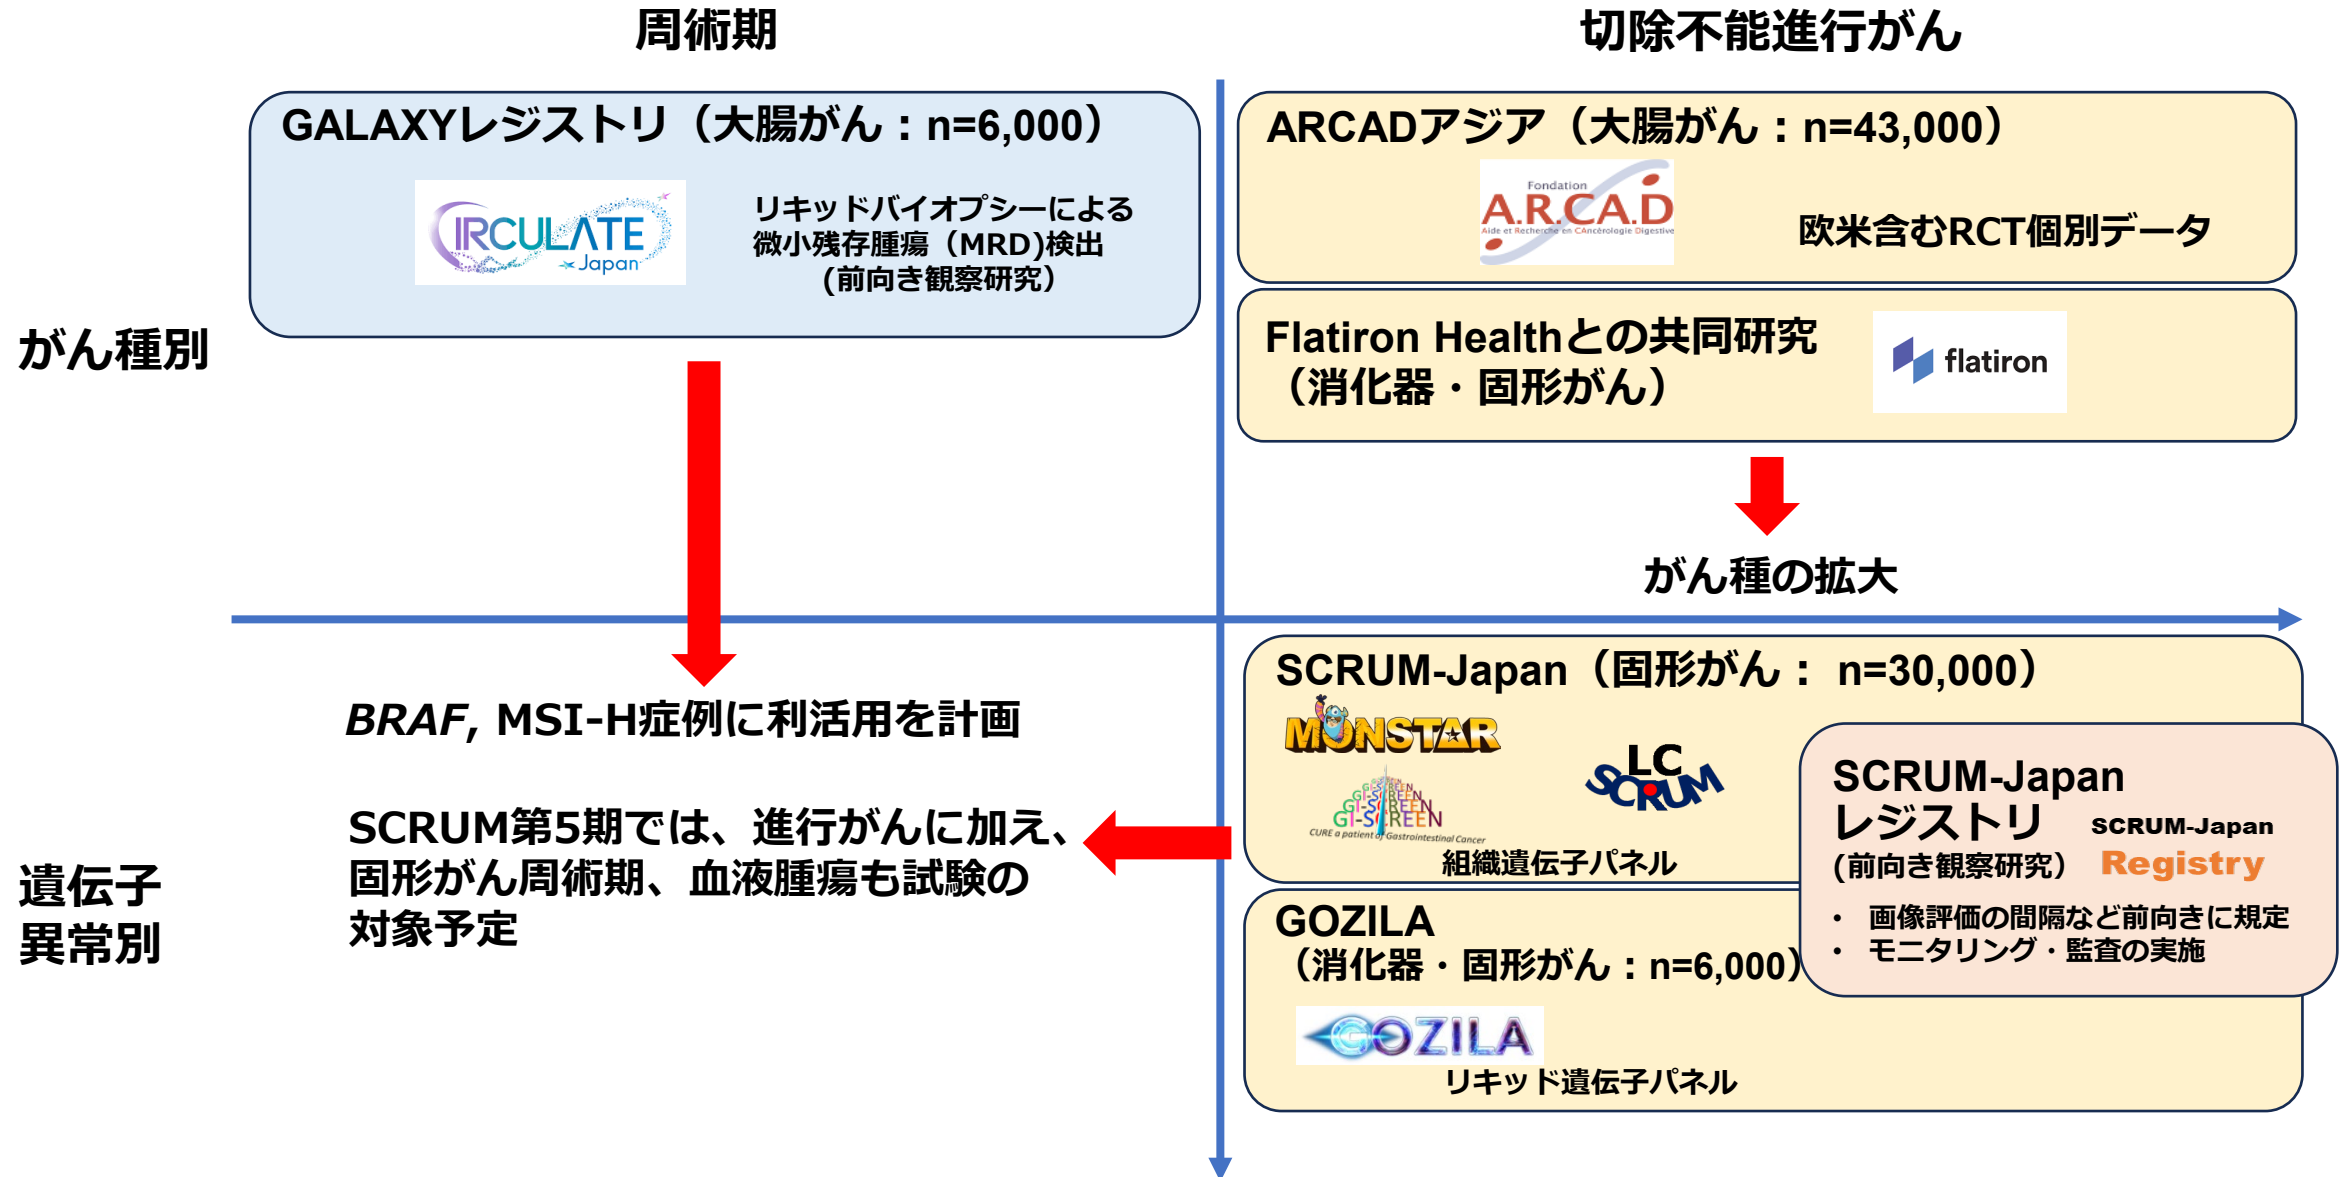 周術期
切除不能進行がん
がん種別
GALAXYレジストリ（大腸がん：n=6,000）
IRCULATE
Japan
リキッドバイオプシーによる
微小残存腫瘍（MRD)検出
(前向き観察研究）
ARCADアジア（大腸がん：n=43,000）
Fondation
A.R.CA.D
Aide et Recherche en CAncérologie Digestive
欧米含むRCT個別データ
Flatiron Healthとの共同研究
（消化器・固形がん）
flatiron
がん種の拡大
遺伝子
異常別
BRAF, MSI-H症例に利活用を計画
SCRUM第5期では、進行がんに加え、
固形がん周術期、血液腫瘍も試験の
対象予定
SCRUM-Japan（固形がん： n=30,000）
MONSTAR
LC
SCRUM
GI-SCREEN
GI-SCREEN
GI-SCREEN
GI-SCREEN
CURE a patient of Gastrointestinal Cancer
組織遺伝子パネル
SCRUM-Japan
レジストリ
(前向き観察研究）
SCRUM-Japan
Registry
• 画像評価の間隔など前向きに規定
• モニタリング・監査の実施
GOZILA
（消化器・固形がん：n=6,000）
GOZILA
リキッド遺伝子パネル